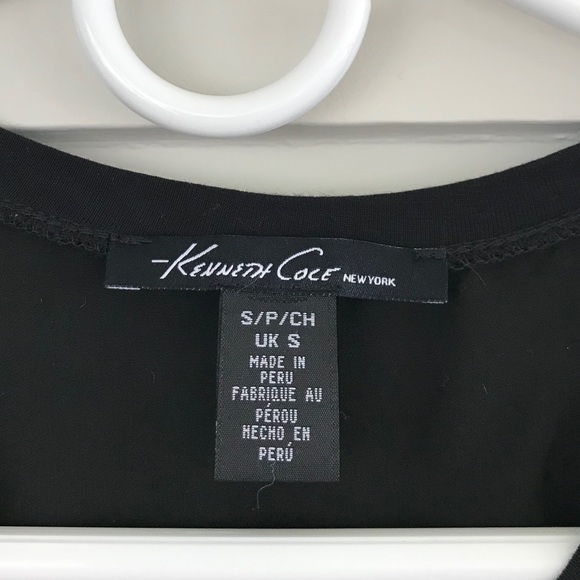 -KENNETH COLE NEW YORK
S/P/CH
UK S
MADE IN
PERU
FABRIQUE AU
PÉROU
HECHO EN
PERÚ